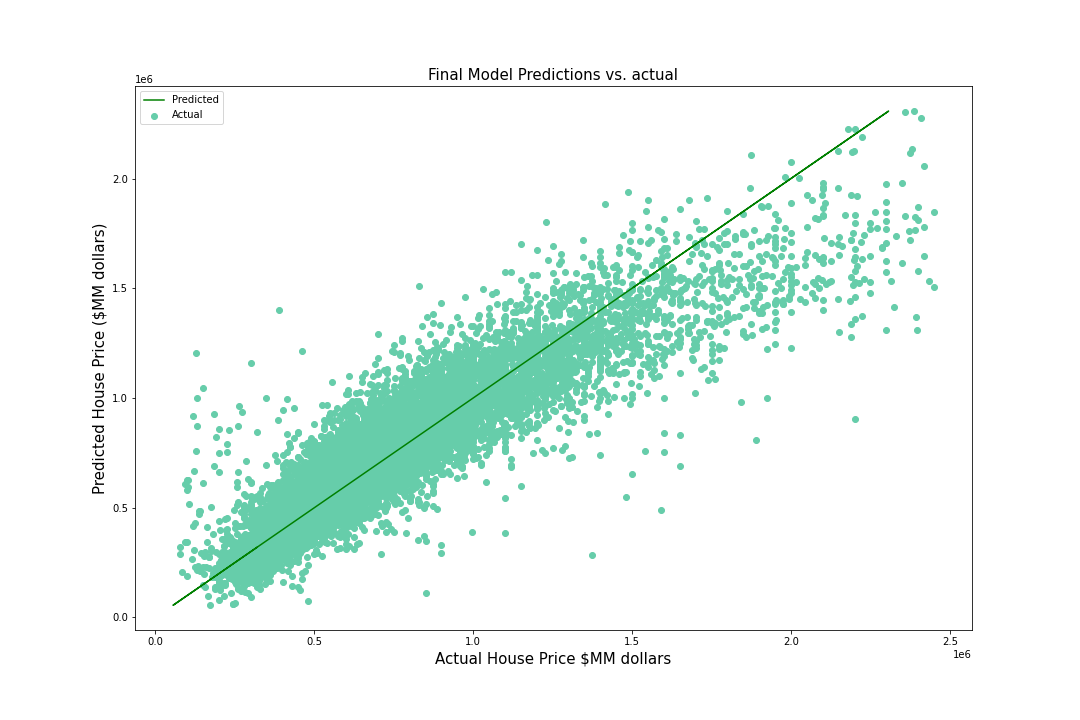 Final Model Predictions vs. actual
1e6
Predicted
Actual
2.0
1.5
1.0
0.5
0.0
Predicted House Price ($MM dollars)
0.0 0.5 1.0 1.5 2.0 2.5
1e6
Actual House Price $MM dollars